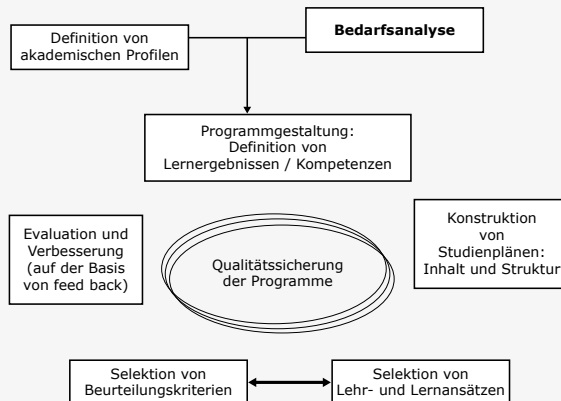 Definition von
akademischen Profilen
Bedarfsanalyse
Programmgestaltung:
Definition von
Lernergebnissen / Kompetenzen
Evaluation und
Verbesserung
(auf der Basis
von feed back)
Qualitätssicherung
der Programme
Konstruktion
von
Studienplänen:
Inhalt und Struktur
Selektion von
Beurteilungskriterien
Selektion von
Lehr- und Lernansätzen